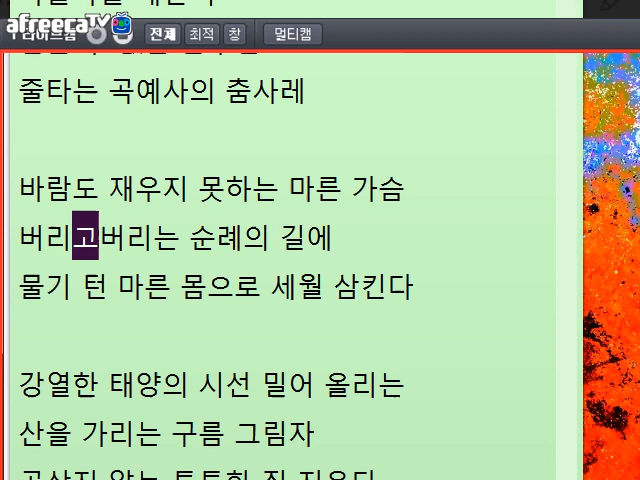 afreecaTV
전체 최적 창 멀티캠
줄타는 곡예사의 춤사레
바람도 재우지 못하는 마른 가슴
버리고버리는 순례의 길에
물기 턴 마른 몸으로 세월 삼킨다
강열한 태양의 시선 밀어 올리는
산을 가리는 구름 그림자